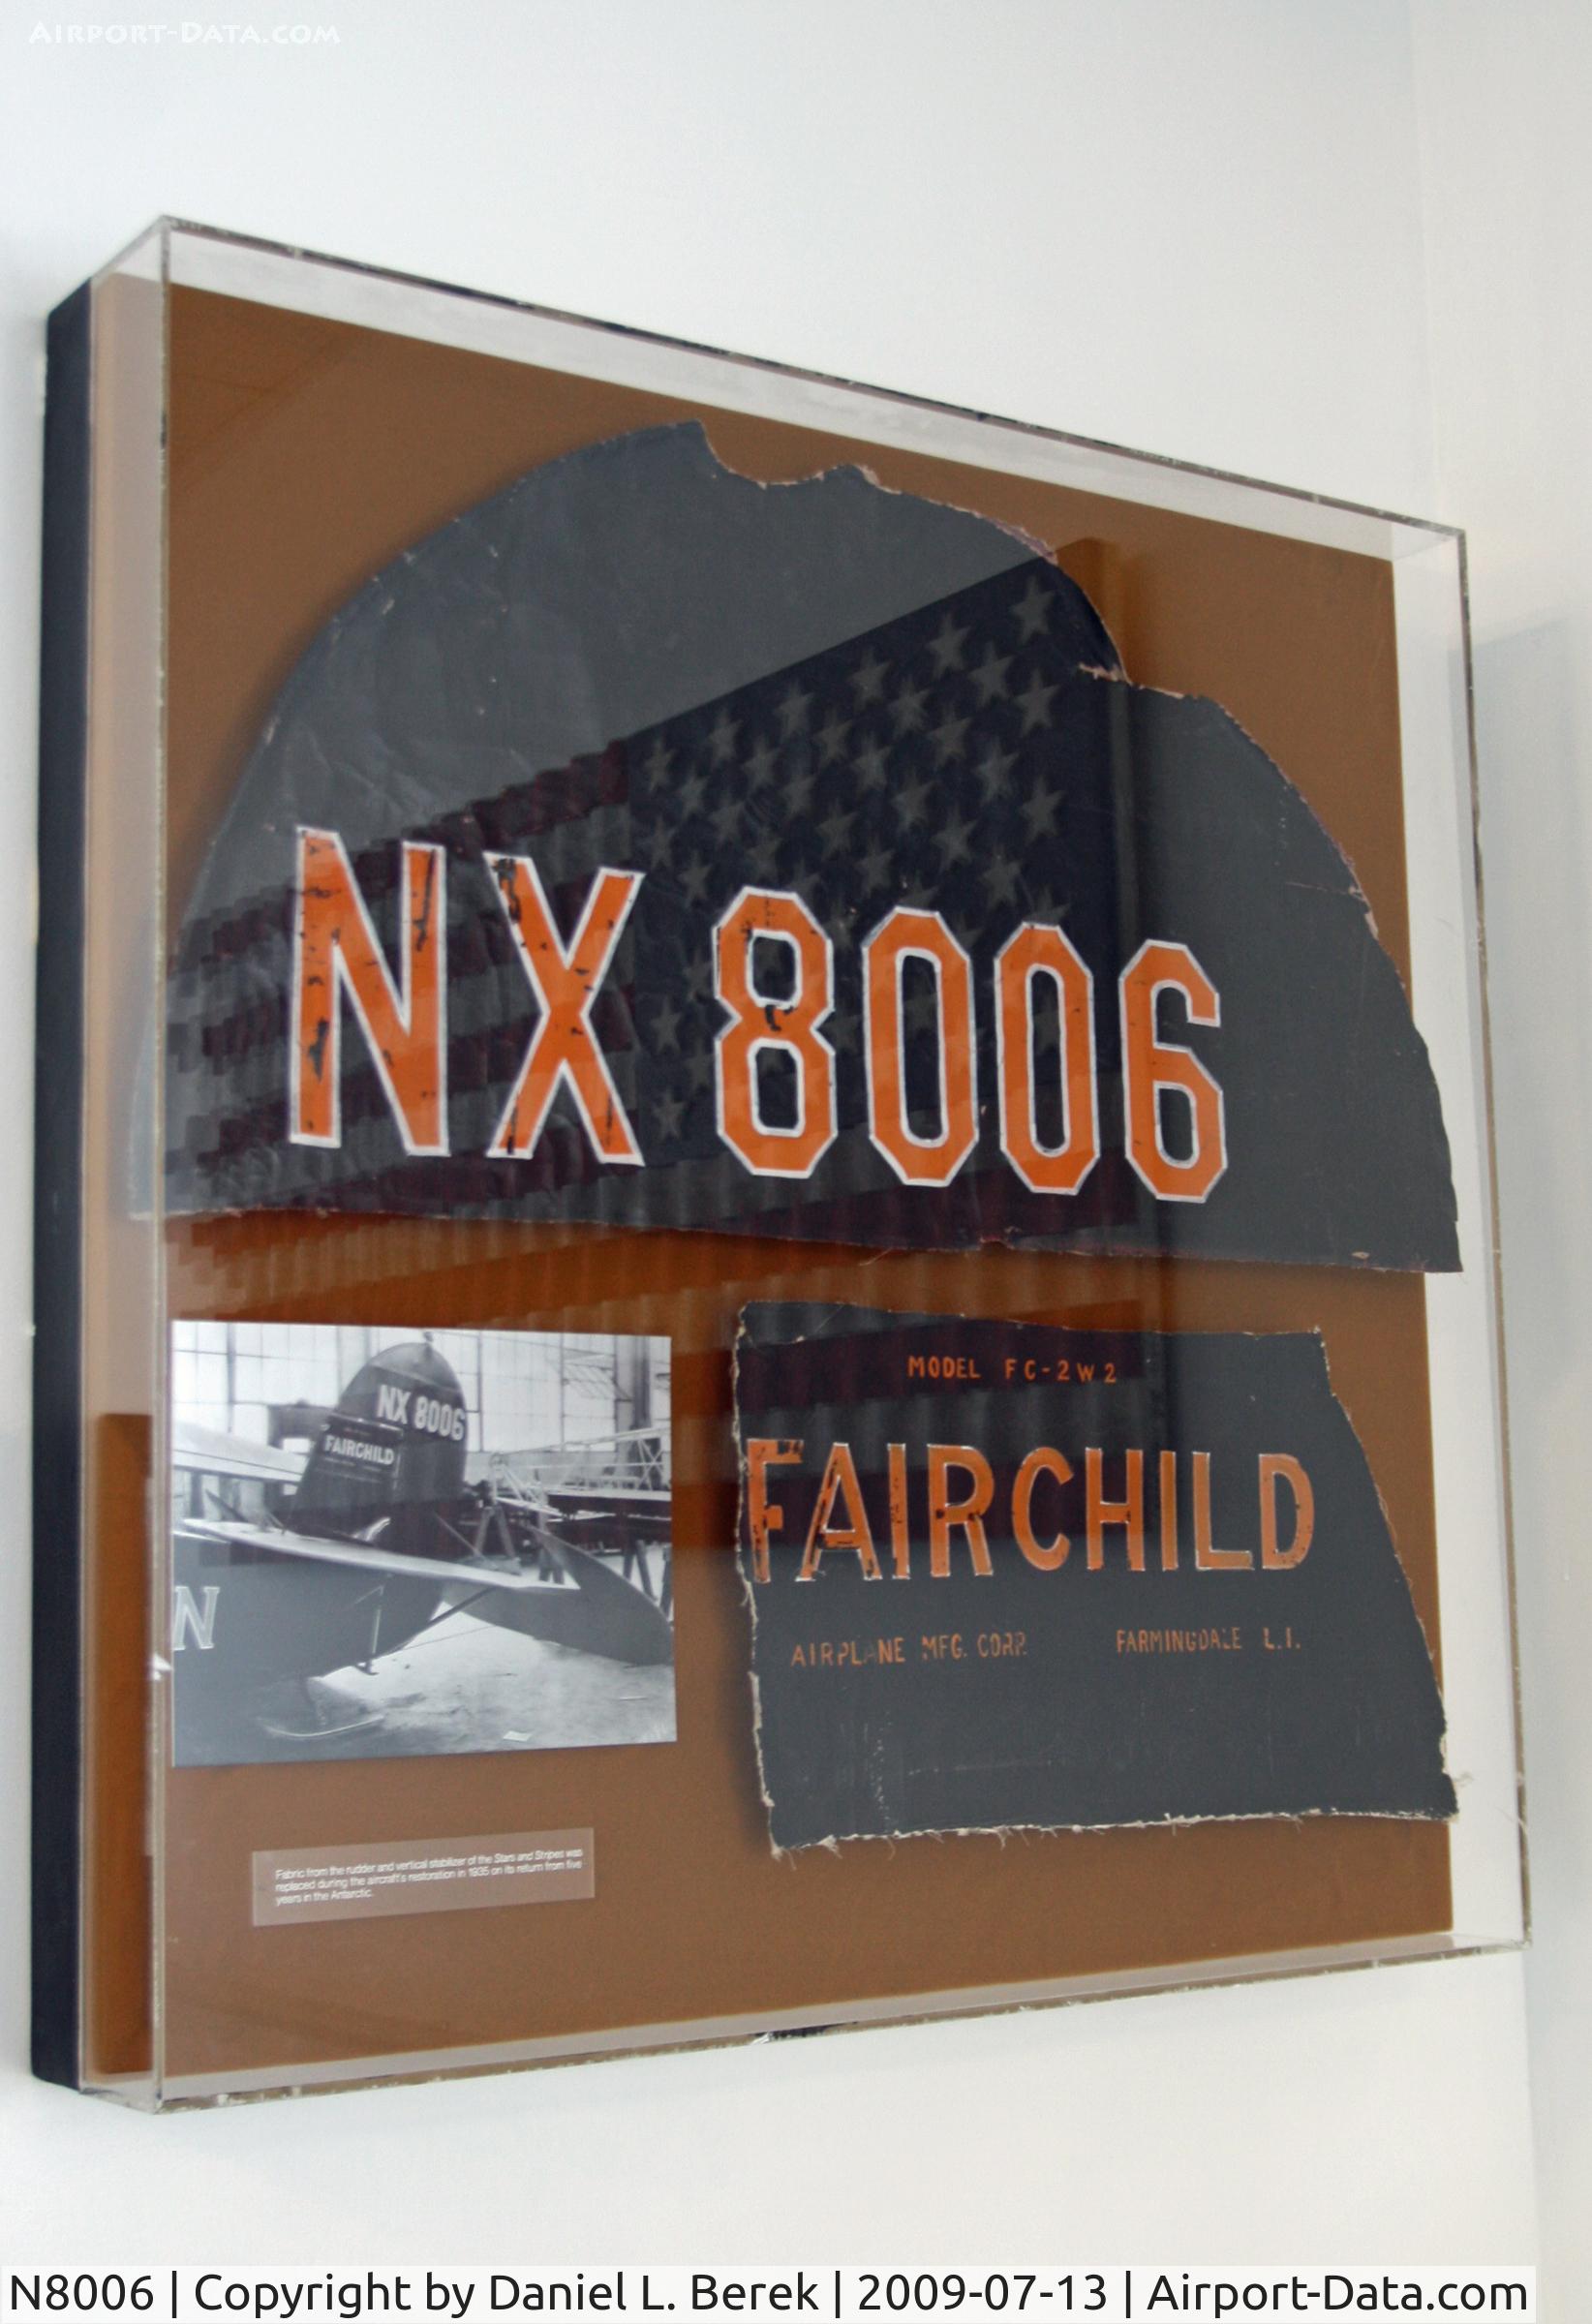 AIRPORT-DATA.COM
NX 8006
NX 8006
FAIRCHILD
N
MODEL FC-2W2
FAIRCHILD
AIRPLANE MFG. CORP. FARMINGDALE L.I.
Fabric from the rudder and vertical stabilizer of the Stars and Stripes was
replaced during the aircraft's restoration in 1935 on its return from five
years in the Antarctic.
N8006 | Copyright by Daniel L. Berek | 2009-07-13 | Airport-Data.com